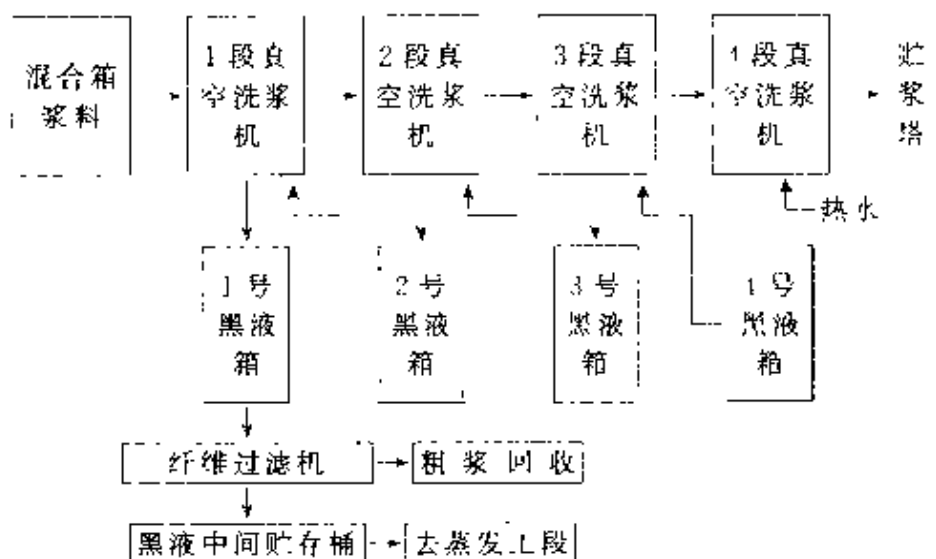 混合箱
浆料
1段真
空洗浆
机
2段真
空洗浆
机
3段真
空洗浆
机
4段真
空洗浆
机
贮
浆
塔
热水
1号
黑液
箱
2号
黑液
箱
3号
黑液
箱
4号
黑液
箱
纤维过滤机
粗浆回收
黑液中间贮存桶
去蒸发工段